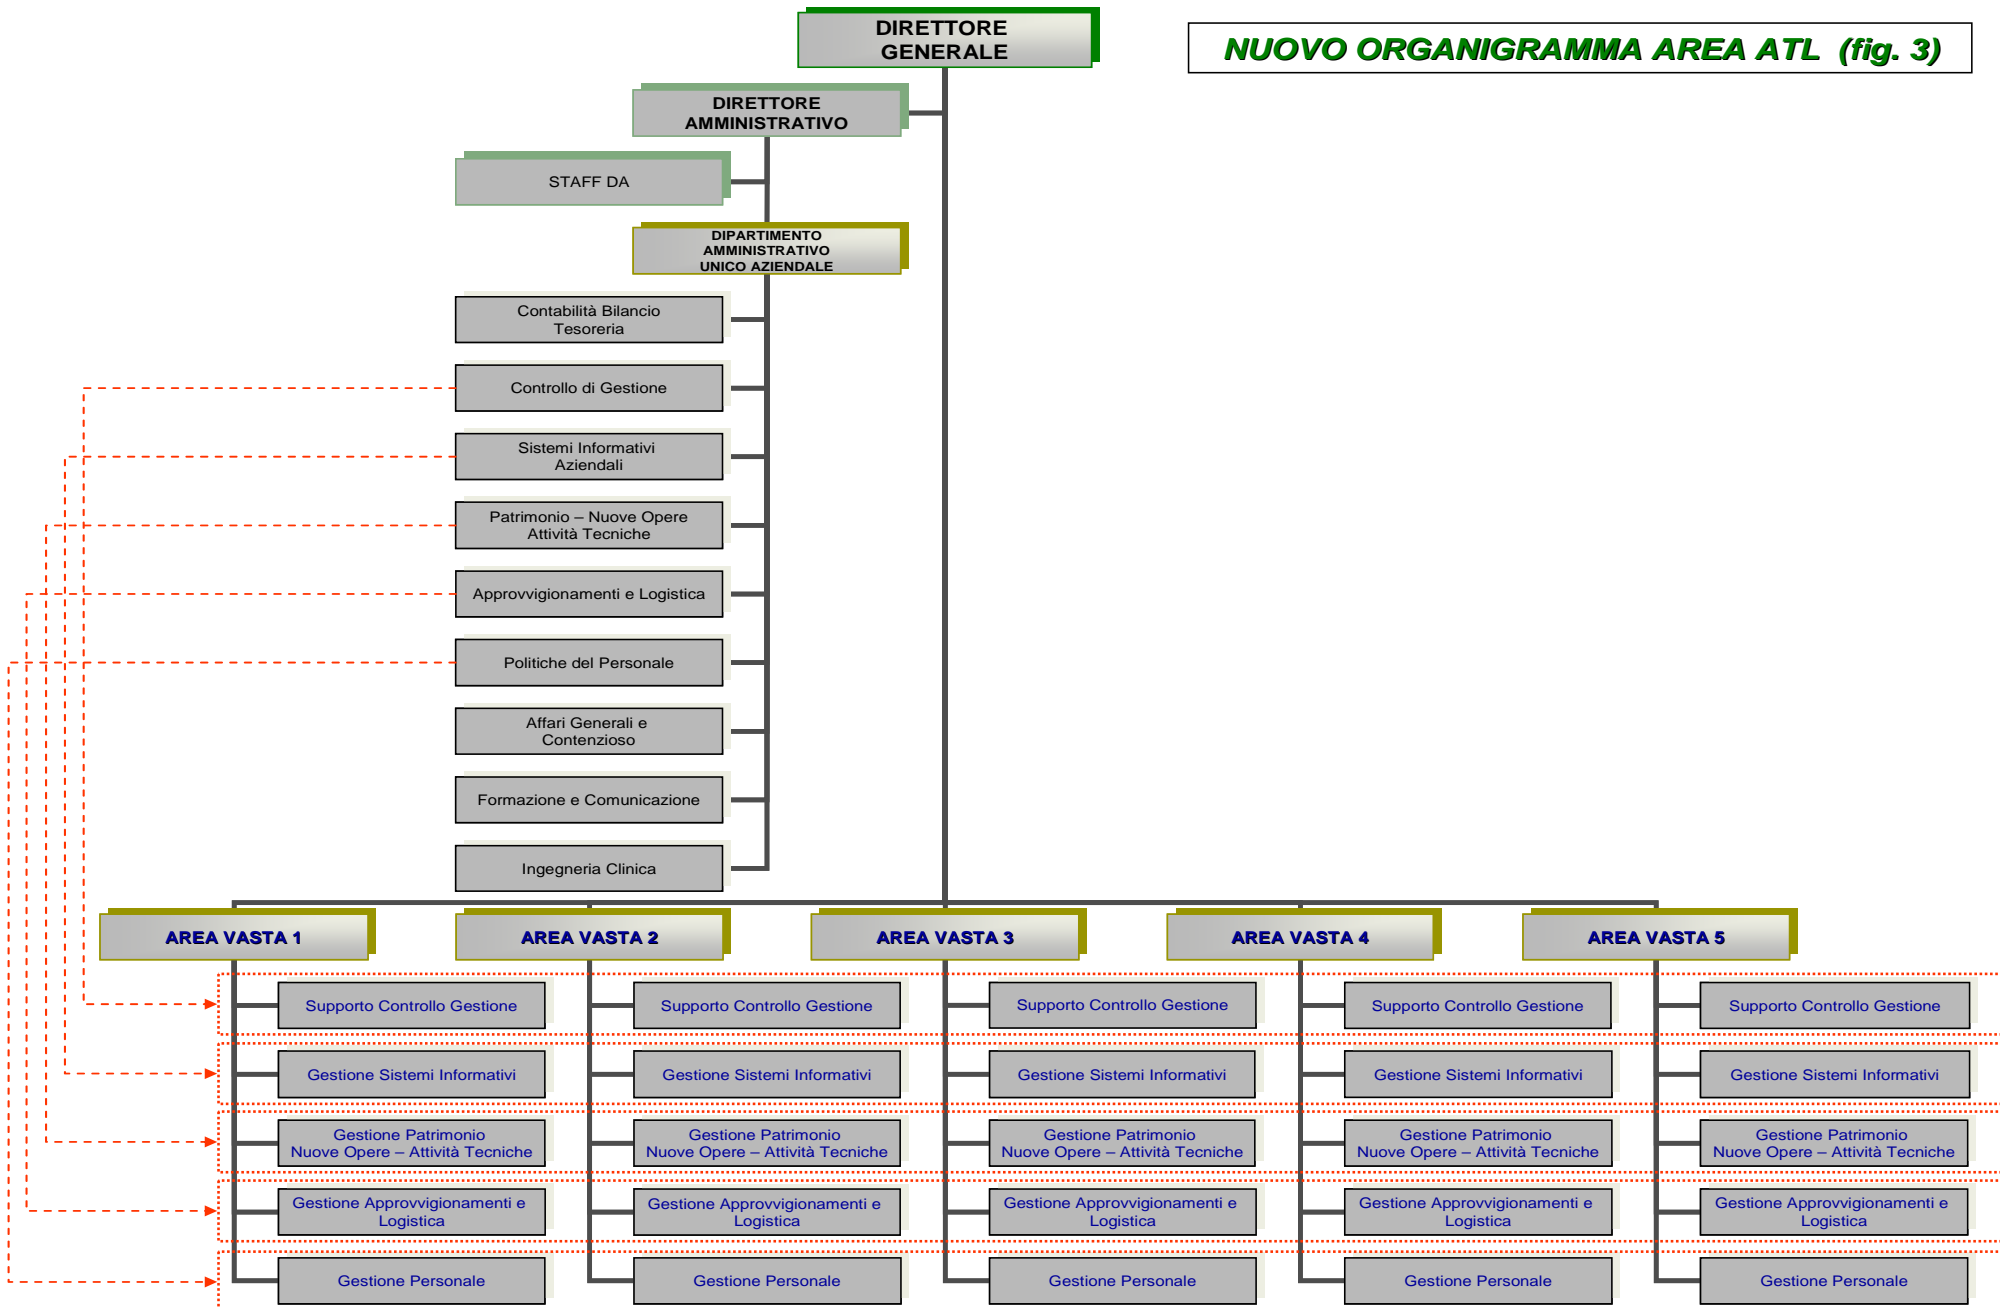 DIRETTORE
GENERALE
NUOVO ORGANIGRAMMA AREA ATL (fig. 3)
DIRETTORE
AMMINISTRATIVO
STAFF DA
DIPARTIMENTO
AMMINISTRATIVO
UNICO AZIENDALE
Contabilità Bilancio
Tesoreria
Controllo di Gestione
Sistemi Informativi
Aziendali
Patrimonio – Nuove Opere
Attività Tecniche
Approvvigionamenti e Logistica
Politiche del Personale
Affari Generali e
Contenzioso
Formazione e Comunicazione
Ingegneria Clinica
AREA VASTA 1
AREA VASTA 2
AREA VASTA 3
AREA VASTA 4
AREA VASTA 5
Supporto Controllo Gestione
Supporto Controllo Gestione
Supporto Controllo Gestione
Supporto Controllo Gestione
Supporto Controllo Gestione
Gestione Sistemi Informativi
Gestione Sistemi Informativi
Gestione Sistemi Informativi
Gestione Sistemi Informativi
Gestione Sistemi Informativi
Gestione Patrimonio
Nuove Opere – Attività Tecniche
Gestione Patrimonio
Nuove Opere – Attività Tecniche
Gestione Patrimonio
Nuove Opere – Attività Tecniche
Gestione Patrimonio
Nuove Opere – Attività Tecniche
Gestione Patrimonio
Nuove Opere – Attività Tecniche
Gestione Approvvigionamenti e
Logistica
Gestione Approvvigionamenti e
Logistica
Gestione Approvvigionamenti e
Logistica
Gestione Approvvigionamenti e
Logistica
Gestione Approvvigionamenti e
Logistica
Gestione Personale
Gestione Personale
Gestione Personale
Gestione Personale
Gestione Personale